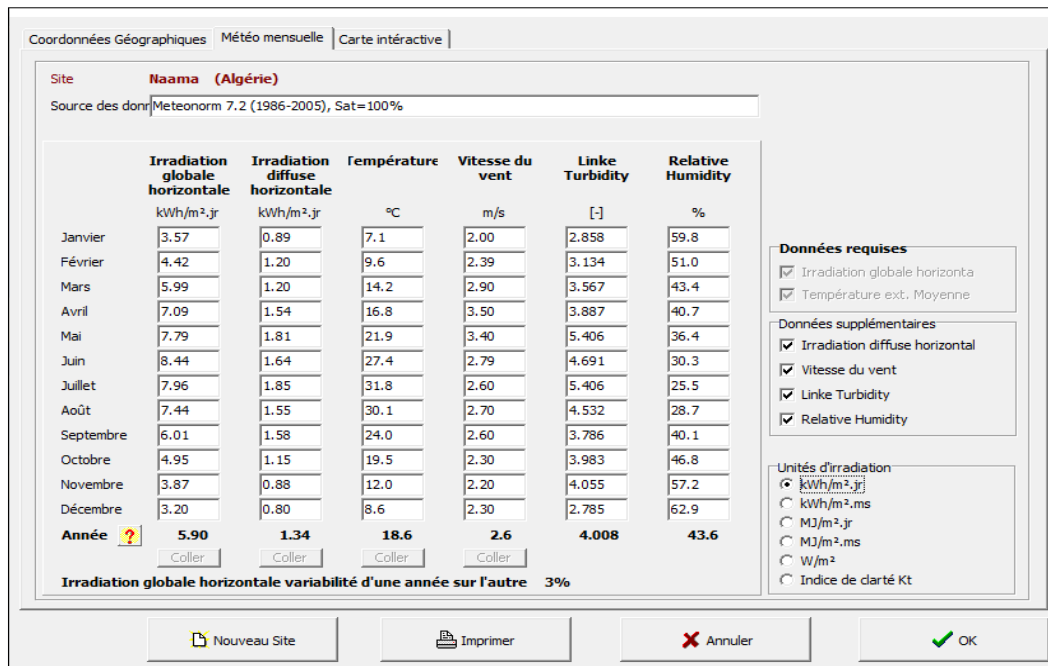 Coordonnées Géographiques Météo mensuelle Carte intéractive
Site Naama (Algérie)
Source des donr Meteonorm 7.2 (1986-2005), Sat=100%
Irradiation globale horizontale Irradiation diffuse horizontale Température Vitesse du vent Linke Turbidity Relative Humidity
kWh/m².jr kWh/m².jr °C m/s [-] %
Janvier 3.57 0.89 7.1 2.00 2.858 59.8
Février 4.42 1.20 9.6 2.39 3.134 51.0
Mars 5.99 1.20 14.2 2.90 3.567 43.4
Avril 7.09 1.54 16.8 3.50 3.887 40.7
Mai 7.79 1.81 21.9 3.40 5.406 36.4
Juin 8.44 1.64 27.4 2.79 4.691 30.3
Juillet 7.96 1.85 31.8 2.60 5.406 25.5
Août 7.44 1.55 30.1 2.70 4.532 28.7
Septembre 6.01 1.58 24.0 2.60 3.786 40.1
Octobre 4.95 1.15 19.5 2.30 3.983 46.8
Novembre 3.87 0.88 12.0 2.20 4.055 57.2
Décembre 3.20 0.80 8.6 2.30 2.785 62.9
Année ? 5.90 1.34 18.6 2.6 4.008 43.6
Coller Coller Coller Coller
Irradiation globale horizontale variabilité d'une année sur l'autre 3%
Données requises
Irradiation globale horizonta
Température ext. Moyenne
Données supplémentaires
Irradiation diffuse horizontal
Vitesse du vent
Linke Turbidity
Relative Humidity
Unités d'irradiation
kWh/m².jr
kWh/m².ms
MJ/m².jr
MJ/m².ms
W/m²
Indice de clarté Kt
Nouveau Site Imprimer Annuler OK